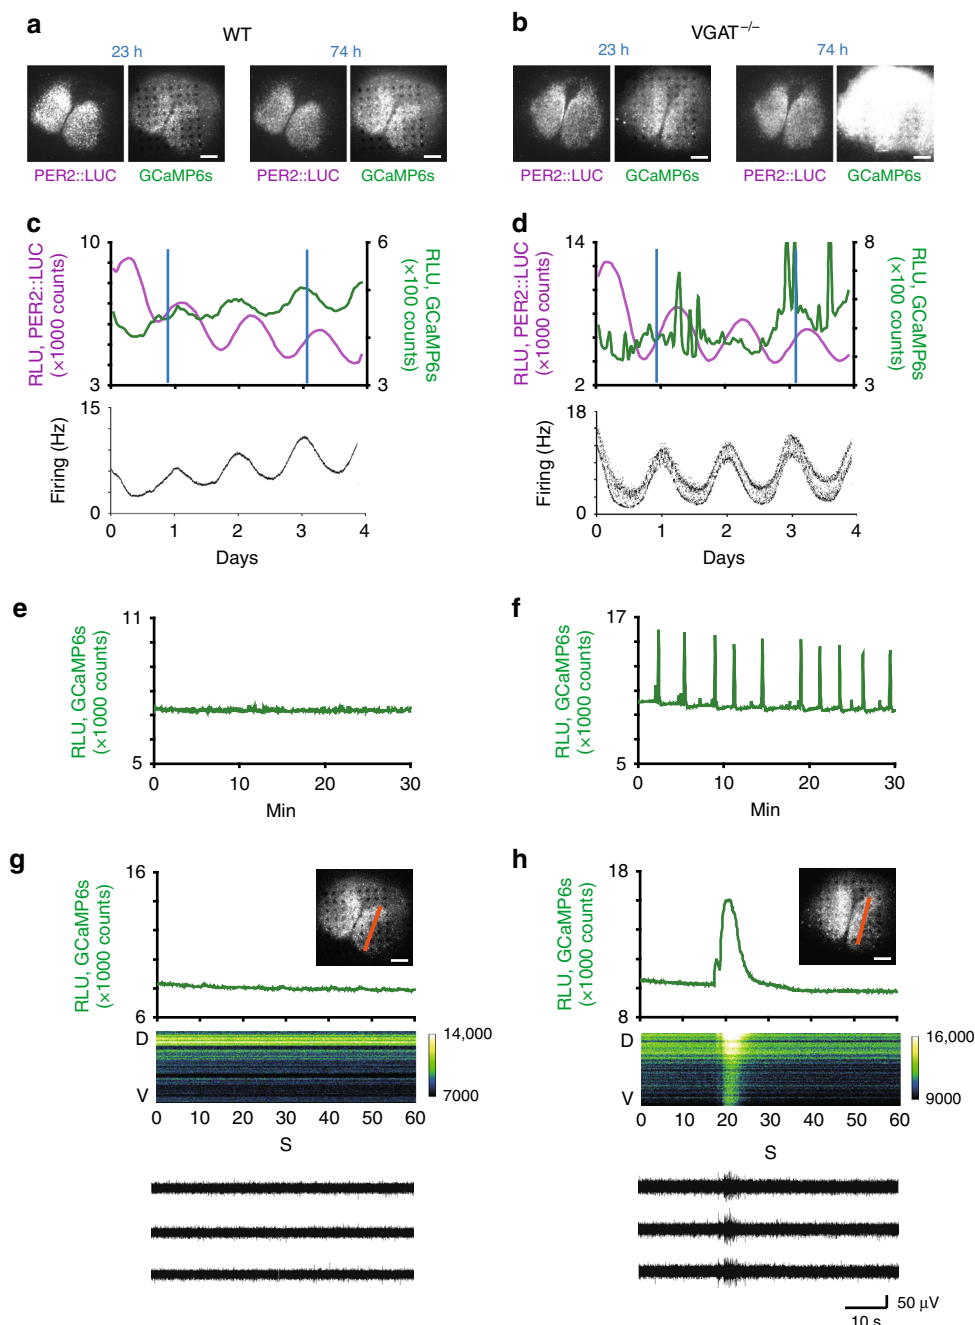 a
WT
23 h
74 h
PER2::LUC
GCaMP6s
PER2::LUC
GCaMP6s
b
VGAT–/–
23 h
74 h
PER2::LUC
GCaMP6s
PER2::LUC
GCaMP6s
c
RLU, PER2::LUC
(×1000 counts)
10
3
6
3
RLU, GCaMP6s
(×100 counts)
Firing (Hz)
15
0
0 1 2 3 4
Days
d
RLU, PER2::LUC
(×1000 counts)
14
2
8
3
RLU, GCaMP6s
(×100 counts)
Firing (Hz)
18
0
0 1 2 3 4
Days
e
RLU, GCaMP6s
(×1000 counts)
11
5
0 10 20 30
Min
f
RLU, GCaMP6s
(×1000 counts)
17
5
0 10 20 30
Min
g
RLU, GCaMP6s
(×1000 counts)
16
6
D
V
14,000
7000
0 10 20 30 40 50 60
S
h
RLU, GCaMP6s
(×1000 counts)
18
8
D
V
16,000
9000
0 10 20 30 40 50 60
S
50 µV
10 s